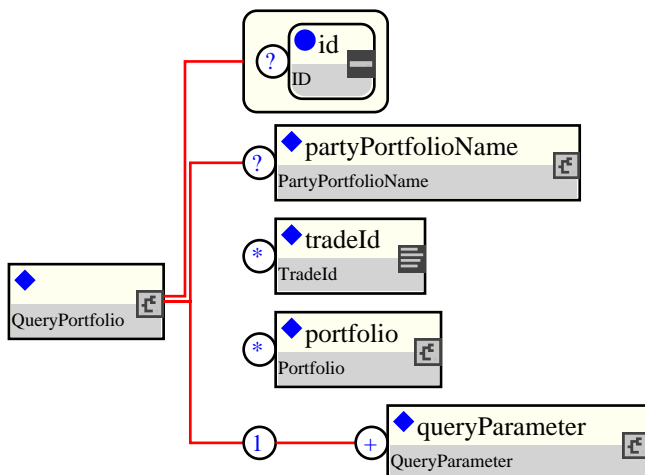 ?
id
ID
?
partyPortfolioName
PartyPortfolioName
*
tradeId
TradeId
QueryPortfolio
*
portfolio
Portfolio
1
+
queryParameter
QueryParameter